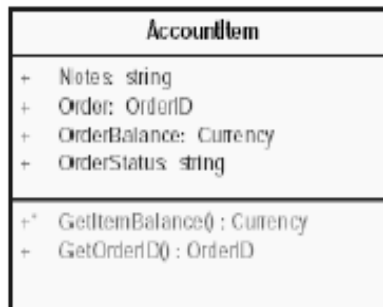 AccountItem
+ Notes: string
+ Order: OrderID
+ OrderBalance: Currency
+ OrderStatus: string
+* GetItemBalance() : Currency
+ GetOrderID() : OrderID